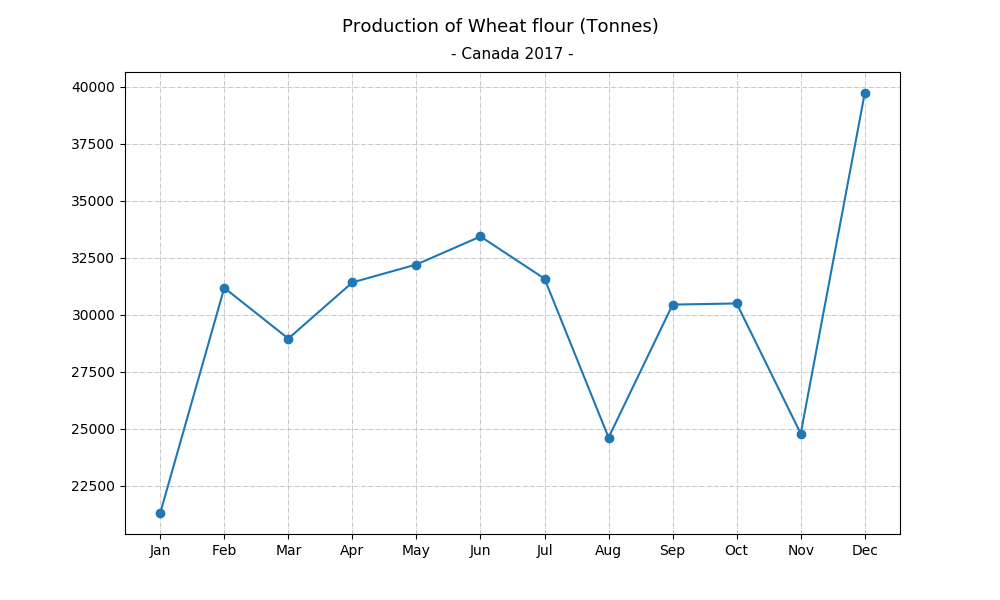 Production of Wheat flour (Tonnes)
- Canada 2017 -
40000
37500
35000
32500
30000
27500
25000
22500
Jan Feb Mar Apr May Jun Jul Aug Sep Oct Nov Dec